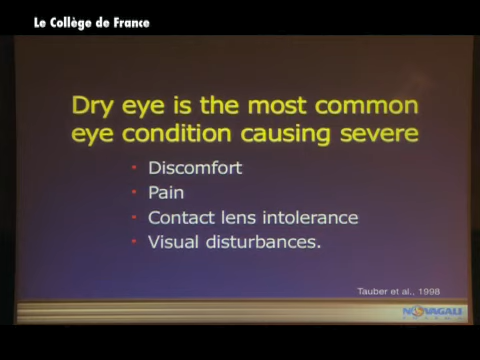 Le Collège de France
Dry eye is the most common
eye condition causing severe
• Discomfort
• Pain
• Contact lens intolerance
• Visual disturbances.
Tauber et al., 1998
NOVAGALI
PHARMA